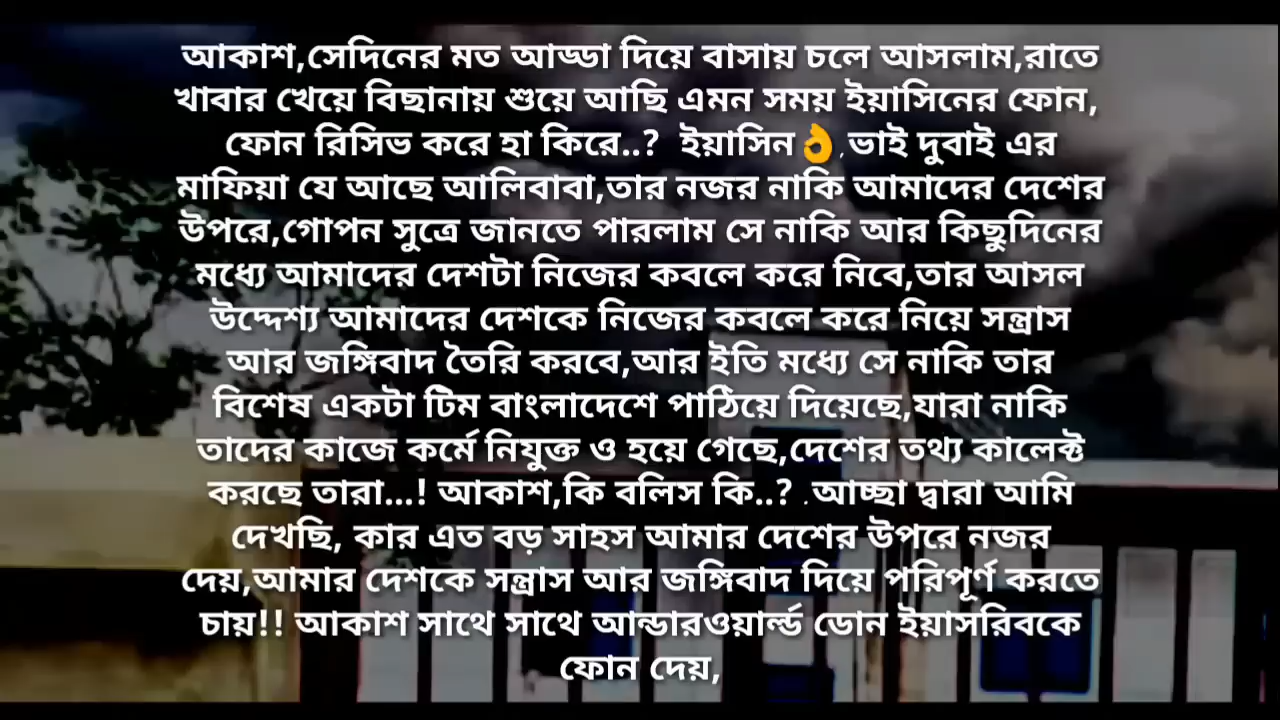 আকাশ,সেদিনের মত আড্ডা দিয়ে বাসায় চলে আসলাম,রাতে
খাবার খেয়ে বিছানায় শুয়ে আছি এমন সময় ইয়াসিনের ফোন,
ফোন রিসিভ করে হা কিরে..? ইয়াসিন👌,ভাই দুবাই এর
মাফিয়া যে আছে আলিবাবা,তার নজর নাকি আমাদের দেশের
উপরে,গোপন সুত্রে জানতে পারলাম সে নাকি আর কিছুদিনের
মধ্যে আমাদের দেশটা নিজের কবলে করে নিবে,তার আসল
উদ্দেশ্য আমাদের দেশকে নিজের কবলে করে নিয়ে সন্ত্রাস
আর জঙ্গিবাদ তৈরি করবে,আর ইতি মধ্যে সে নাকি তার
বিশেষ একটা টিম বাংলাদেশে পাঠিয়ে দিয়েছে,যারা নাকি
তাদের কাজে কর্মে নিযুক্ত ও হয়ে গেছে,দেশের তথ্য কালেক্ট
করছে তারা...! আকাশ,কি বলিস কি..? .আচ্ছা দ্বারা আমি
দেখছি, কার এত বড় সাহস আমার দেশের উপরে নজর
দেয়,আমার দেশকে সন্ত্রাস আর জঙ্গিবাদ দিয়ে পরিপূর্ণ করতে
চায়!! আকাশ সাথে সাথে আন্ডারওয়ার্ল্ড ডোন ইয়াসরিবকে
ফোন দেয়,